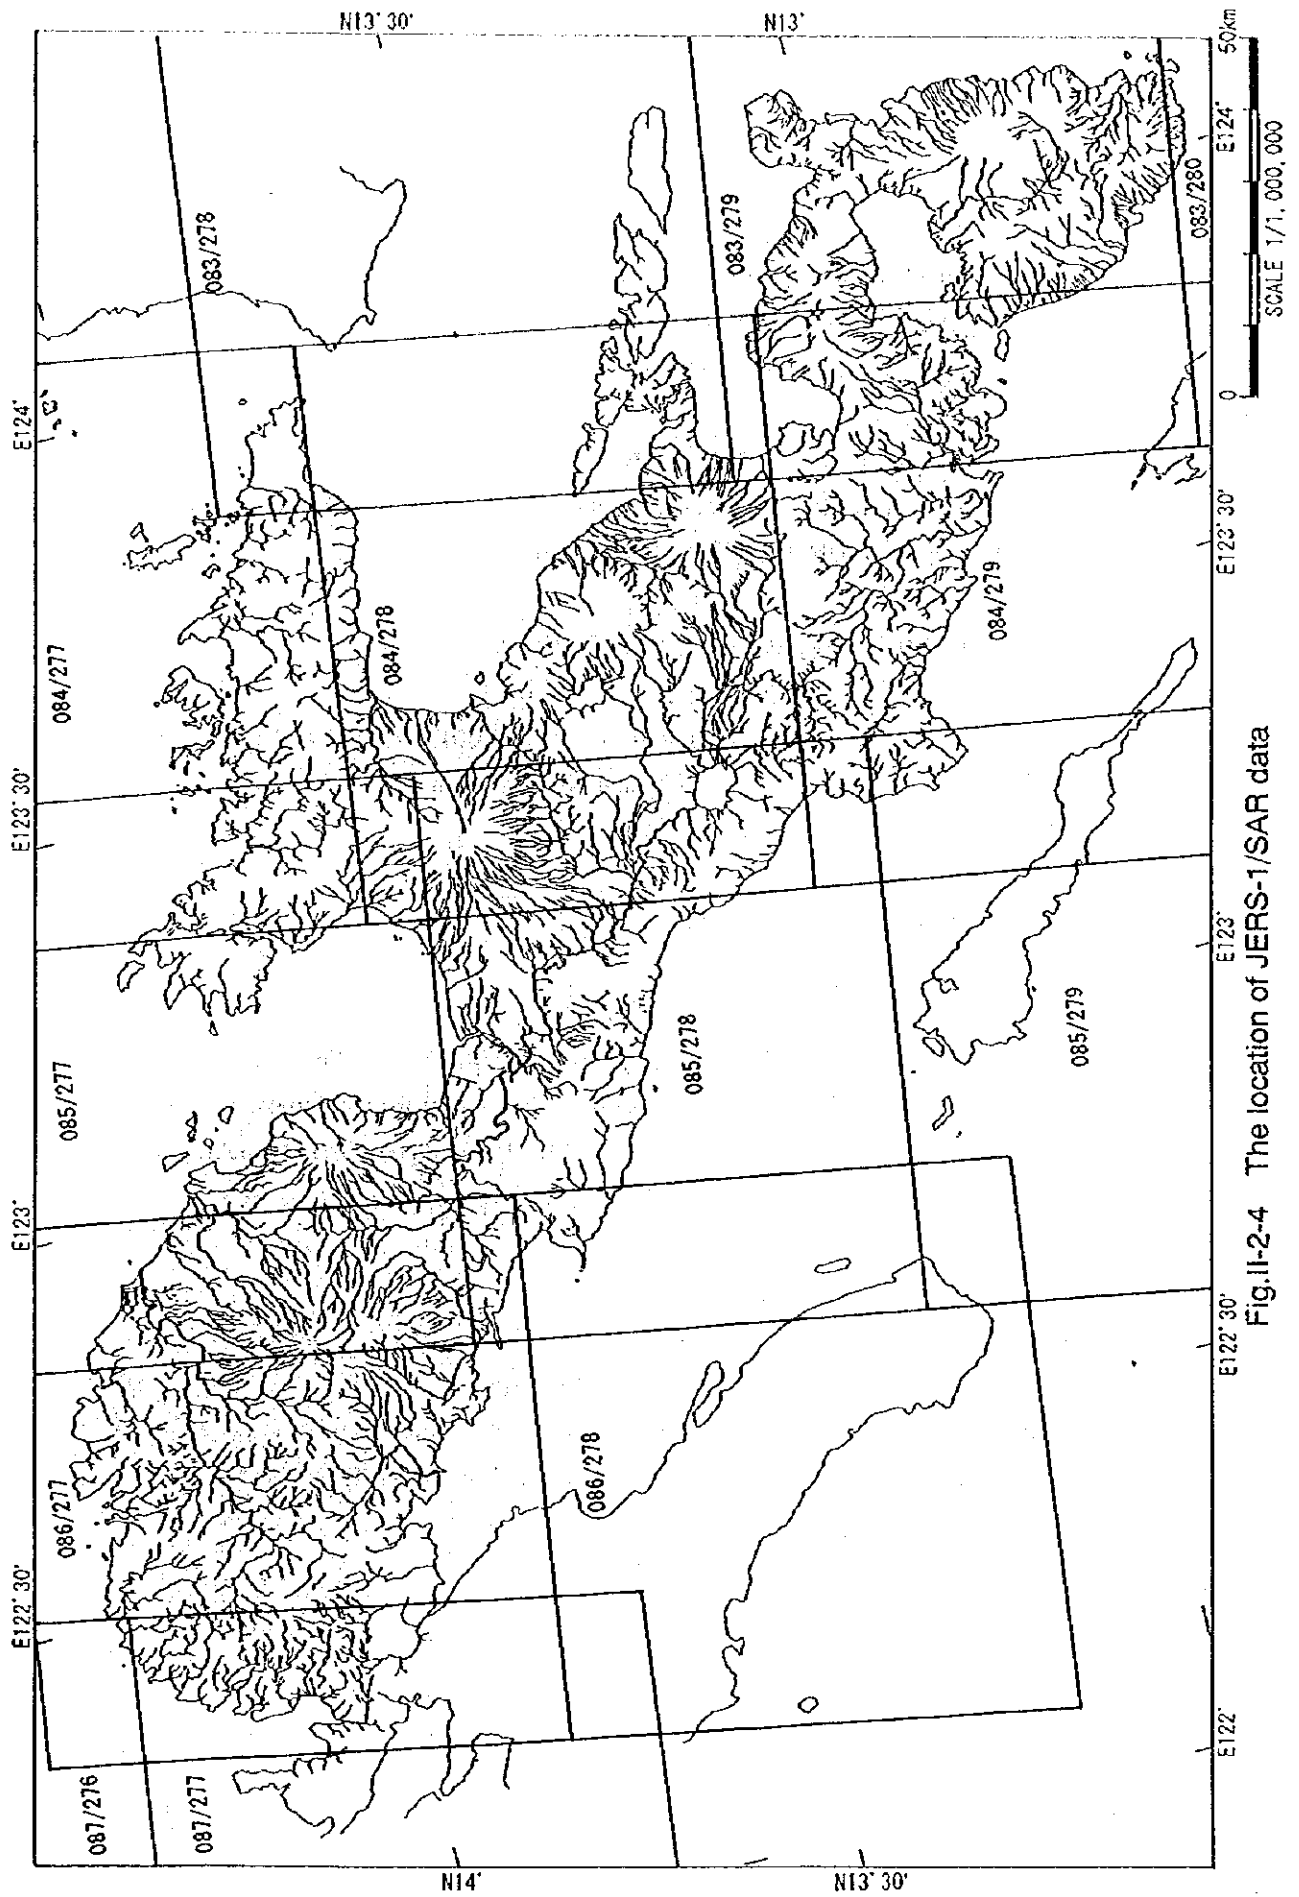 E122° 30'
E123°
E123° 30'
E124°
087/276
087/277
086/277
085/277
084/277
083/278
N13° 30'
084/278
N14°
086/278
085/278
083/279
N13°
084/279
085/279
083/280
N13° 30'
E122°
E122° 30'
E123°
E123° 30'
E124°
0
50km
SCALE 1/1,000,000
Fig.II-2-4 The location of JERS-1/SAR data